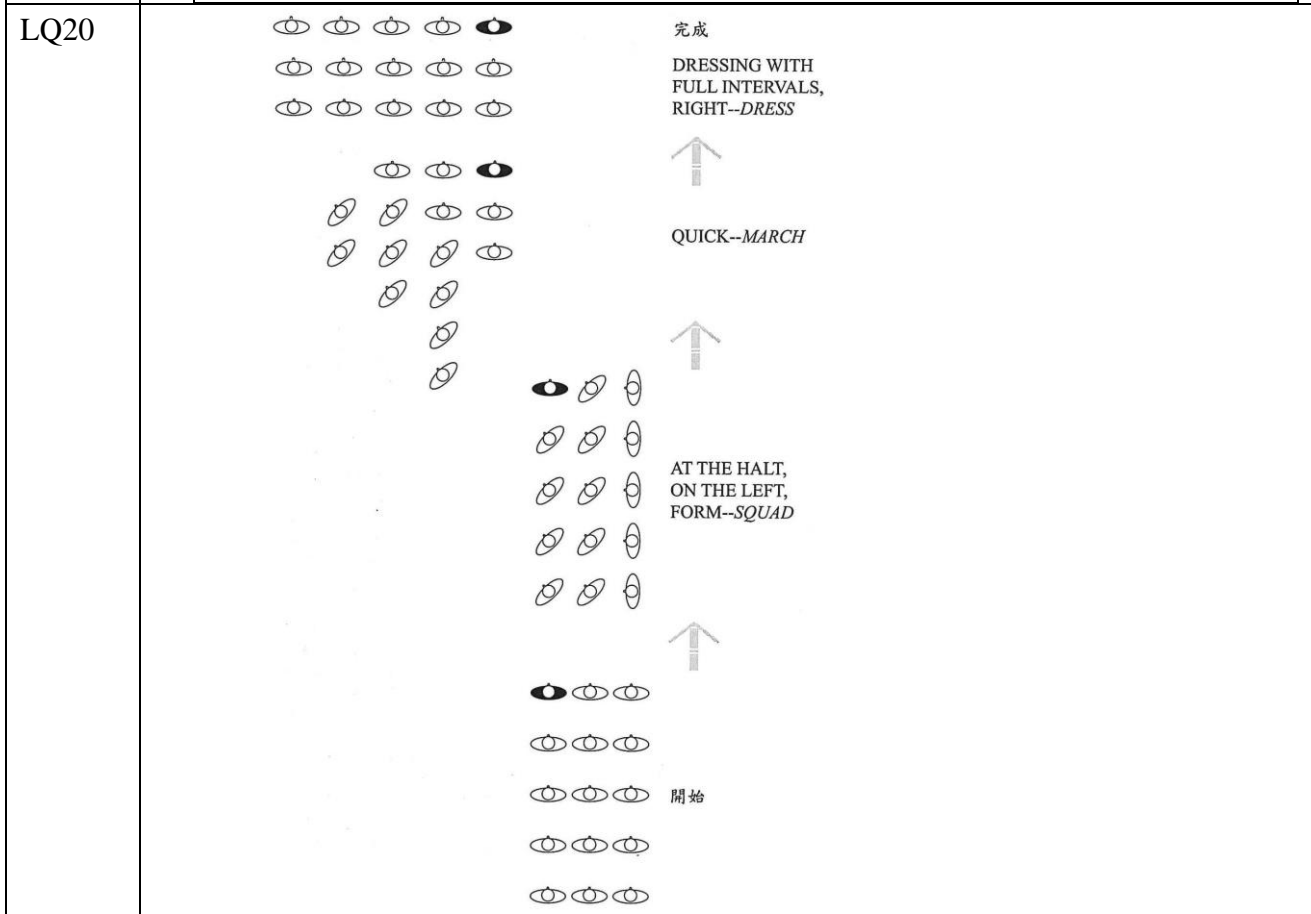 LQ20
完成
DRESSING WITH
FULL INTERVALS,
RIGHT--DRESS
QUICK--MARCH
AT THE HALT,
ON THE LEFT,
FORM--SQUAD
開始